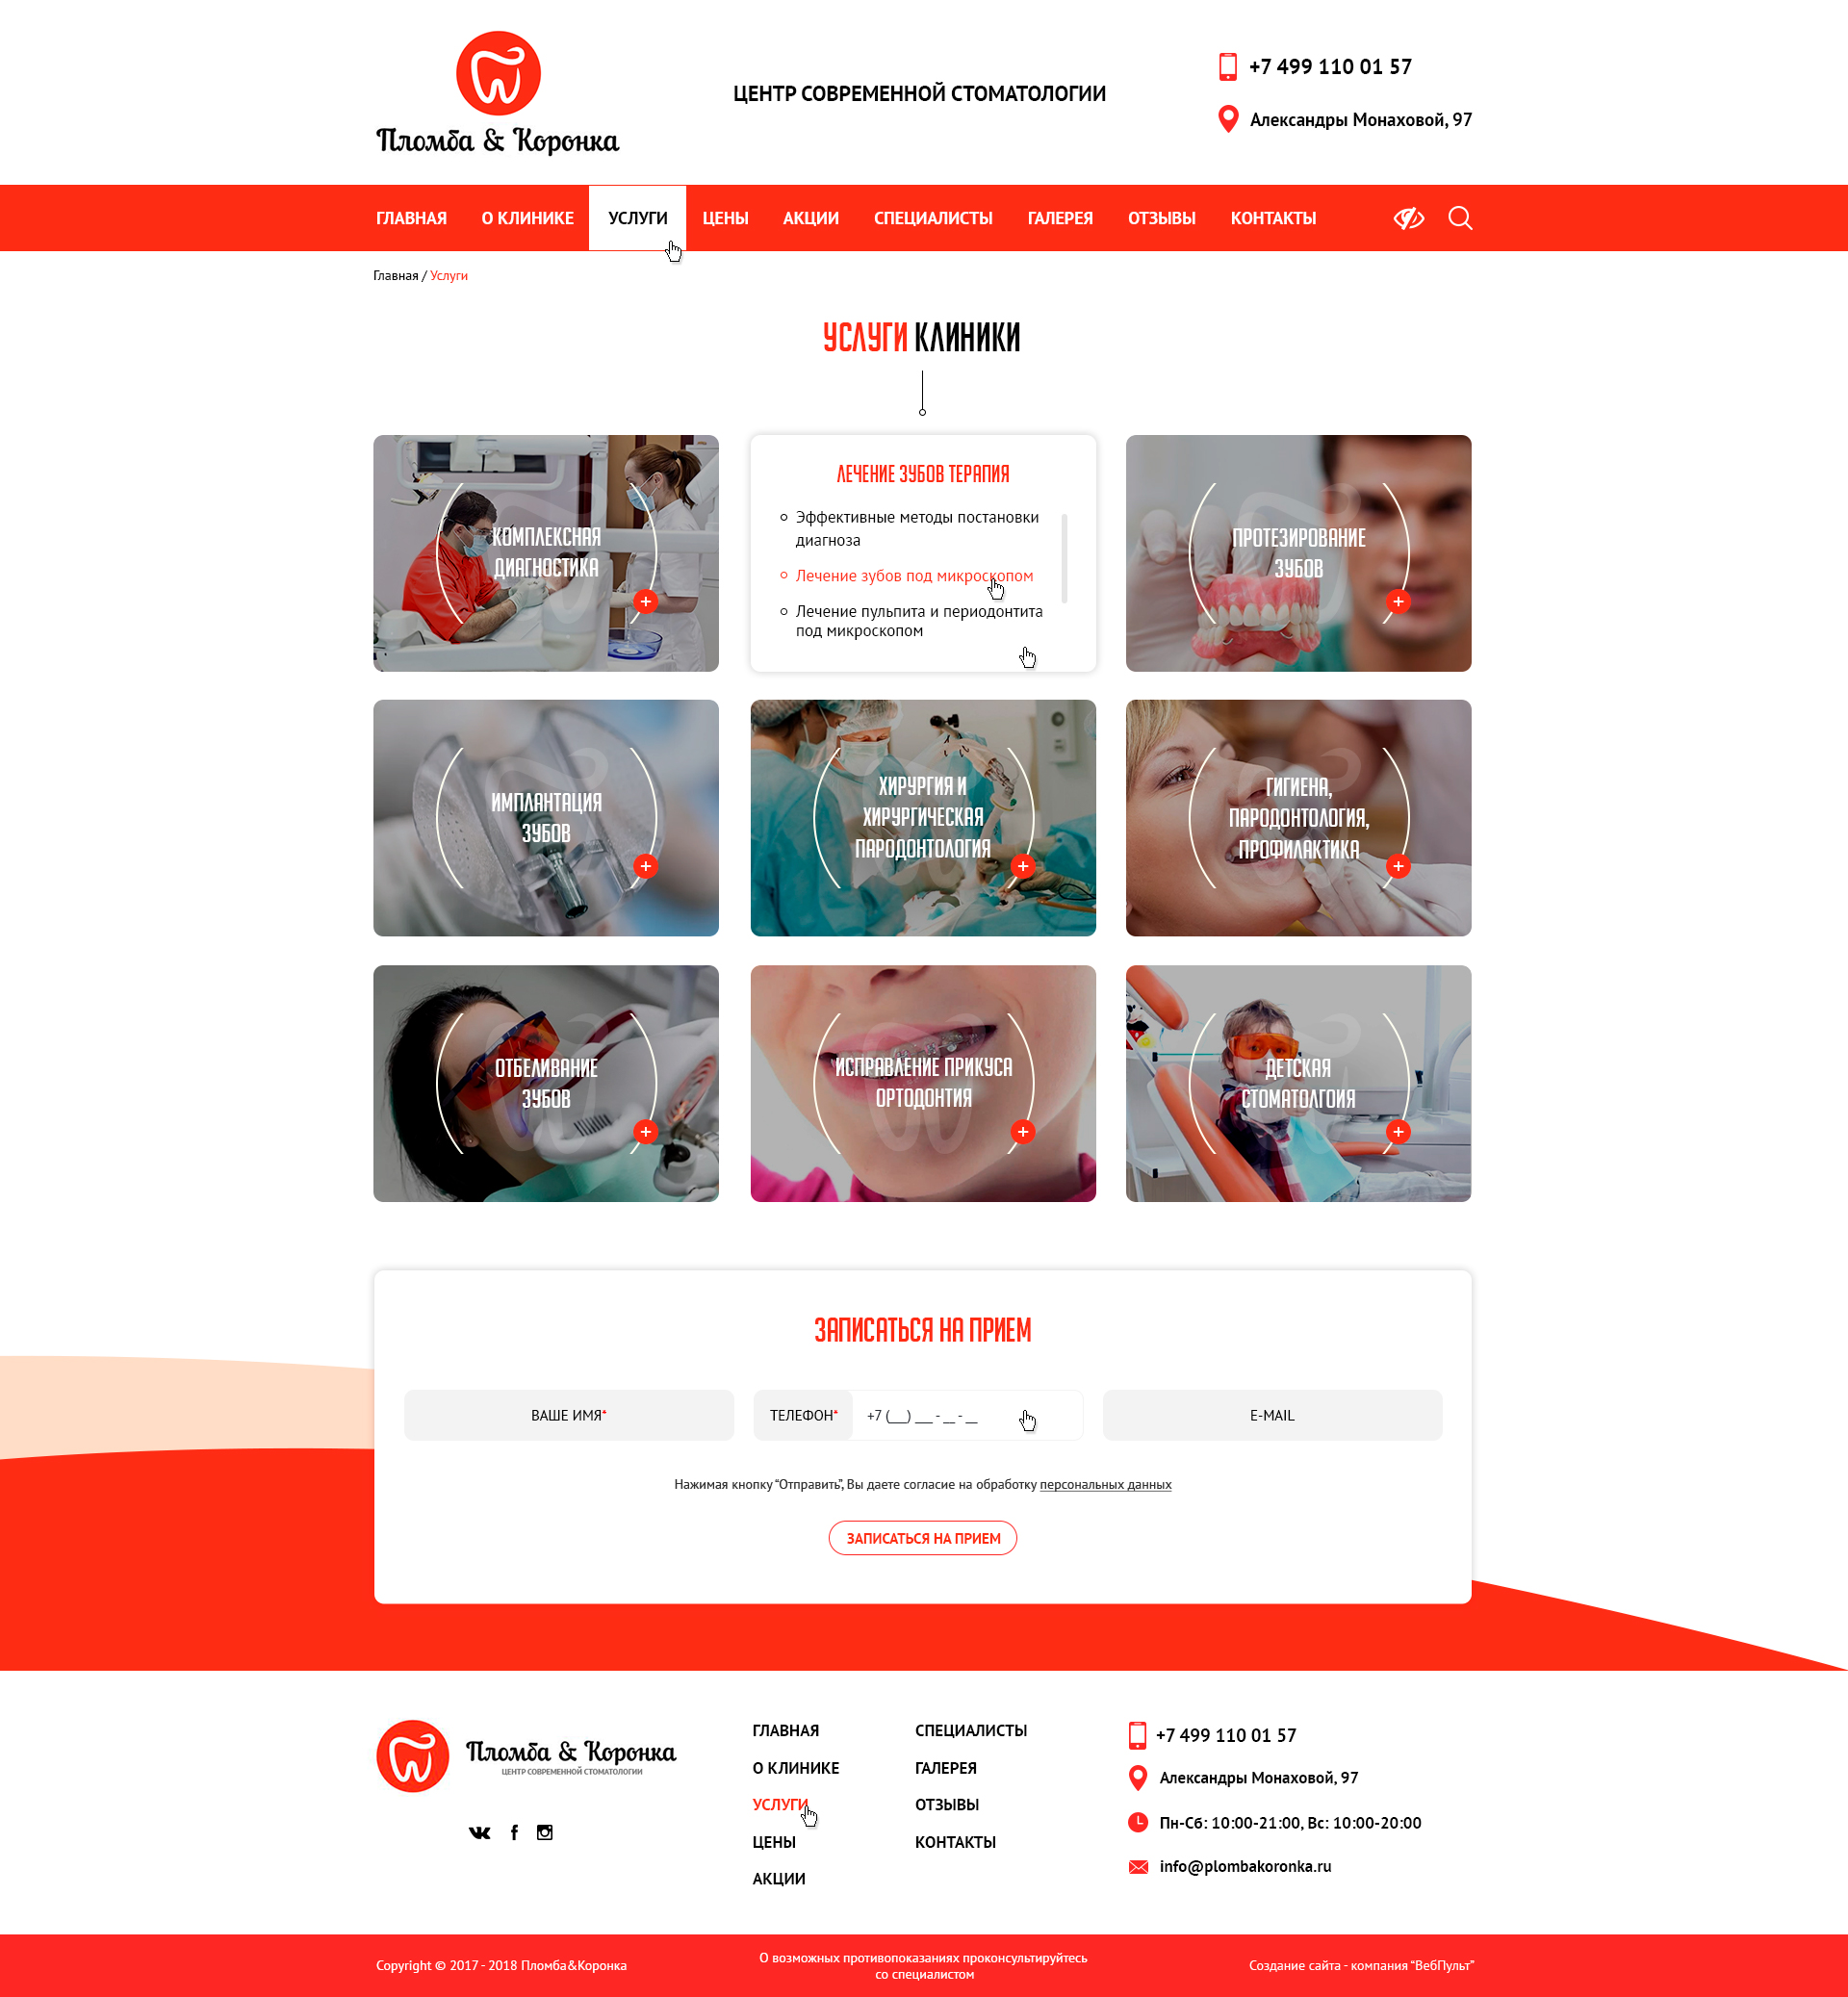 Пломба & Коронка
ЦЕНТР СОВРЕМЕННОЙ СТОМАТОЛОГИИ
+7 499 110 01 57
Александры Монаховой, 97
ГЛАВНАЯ О КЛИНИКЕ УСЛУГИ ЦЕНЫ АКЦИИ СПЕЦИАЛИСТЫ ГАЛЕРЕЯ ОТЗЫВЫ КОНТАКТЫ
Главная / Услуги
УСЛУГИ КЛИНИКИ
КОМПЛЕКСНАЯ
ДИАГНОСТИКА
ЛЕЧЕНИЕ ЗУБОВ ТЕРАПИЯ
Эффективные методы постановки
диагноза
Лечение зубов под микроскопом
Лечение пульпита и периодонтита
под микроскопом
ПРОТЕЗИРОВАНИЕ
ЗУБОВ
ИМПЛАНТАЦИЯ
ЗУБОВ
ХИРУРГИЯ И
ХИРУРГИЧЕСКАЯ
ПАРОДОНТОЛОГИЯ
ГИГИЕНА,
ПАРОДОНТОЛОГИЯ,
ПРОФИЛАКТИКА
ОТБЕЛИВАНИЕ
ЗУБОВ
ИСПРАВЛЕНИЕ ПРИКУСА
ОРТОДОНТИЯ
ДЕТСКАЯ
СТОМАТОЛГОИЯ
ЗАПИСАТЬСЯ НА ПРИЕМ
ВАШЕ ИМЯ*
ТЕЛЕФОН* +7 (___) ___ - __ - __
E-MAIL
Нажимая кнопку “Отправить”, Вы даете согласие на обработку персональных данных
ЗАПИСАТЬСЯ НА ПРИЕМ
Пломба & Коронка
ЦЕНТР СОВРЕМЕННОЙ СТОМАТОЛОГИИ
ГЛАВНАЯ
О КЛИНИКЕ
УСЛУГИ
ЦЕНЫ
АКЦИИ
СПЕЦИАЛИСТЫ
ГАЛЕРЕЯ
ОТЗЫВЫ
КОНТАКТЫ
+7 499 110 01 57
Александры Монаховой, 97
Пн-Сб: 10:00-21:00, Вс: 10:00-20:00
info@plombakoronka.ru
Copyright © 2017 - 2018 Пломба&Коронка
О возможных противопоказаниях проконсультируйтесь
со специалистом
Создание сайта - компания “ВебПульт”